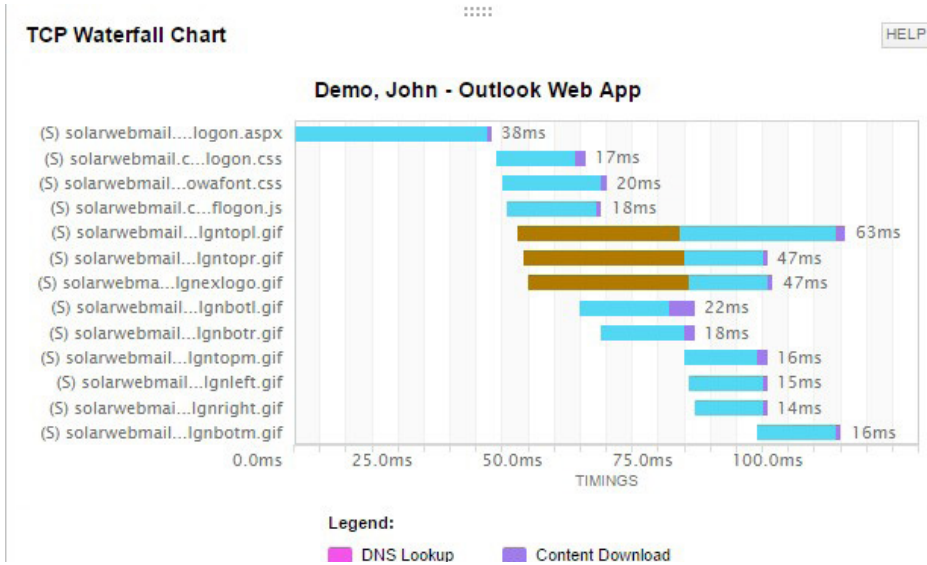 TCP Waterfall Chart
HELP
Demo, John - Outlook Web App
(S) solarwebmail....logon.aspx 38ms
(S) solarwebmail.c...logon.css 17ms
(S) solarwebmail...owafont.css 20ms
(S) solarwebmail.c...flogon.js 18ms
(S) solarwebmail...lgntopl.gif 63ms
(S) solarwebmail...lgntopr.gif 47ms
(S) solarwebma...lgnexlogo.gif 47ms
(S) solarwebmail...lgnbotl.gif 22ms
(S) solarwebmail...lgnbotr.gif 18ms
(S) solarwebmail...lgntopm.gif 16ms
(S) solarwebmail...lgnleft.gif 15ms
(S) solarwebmai...lgnright.gif 14ms
(S) solarwebmail...lgnbotm.gif 16ms
0.0ms 25.0ms 50.0ms 75.0ms 100.0ms
TIMINGS
Legend:
DNS Lookup Content Download